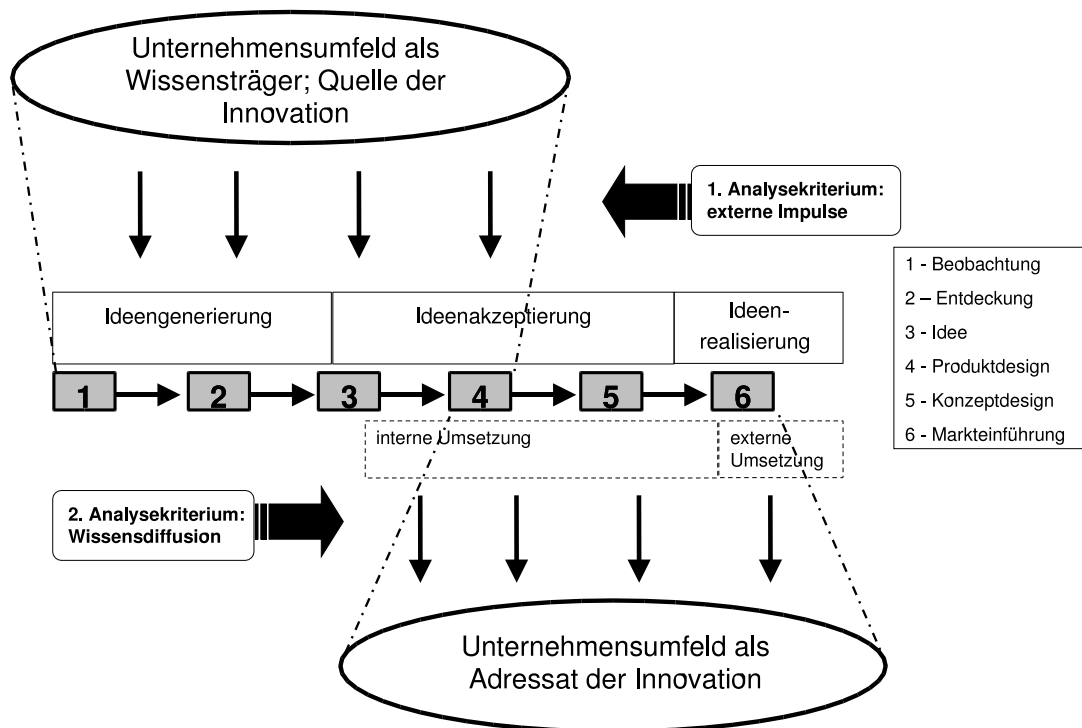 Unternehmensumfeld als
Wissensträger; Quelle der
Innovation
1. Analysekriterium:
externe Impulse
1 - Beobachtung
2 – Entdeckung
3 - Idee
4 - Produktdesign
5 - Konzeptdesign
6 - Markteinführung
Ideengenerierung
Ideenakzeptierung
Ideen-
realisierung
1
2
3
4
5
6
interne Umsetzung
externe
Umsetzung
2. Analysekriterium:
Wissensdiffusion
Unternehmensumfeld als
Adressat der Innovation